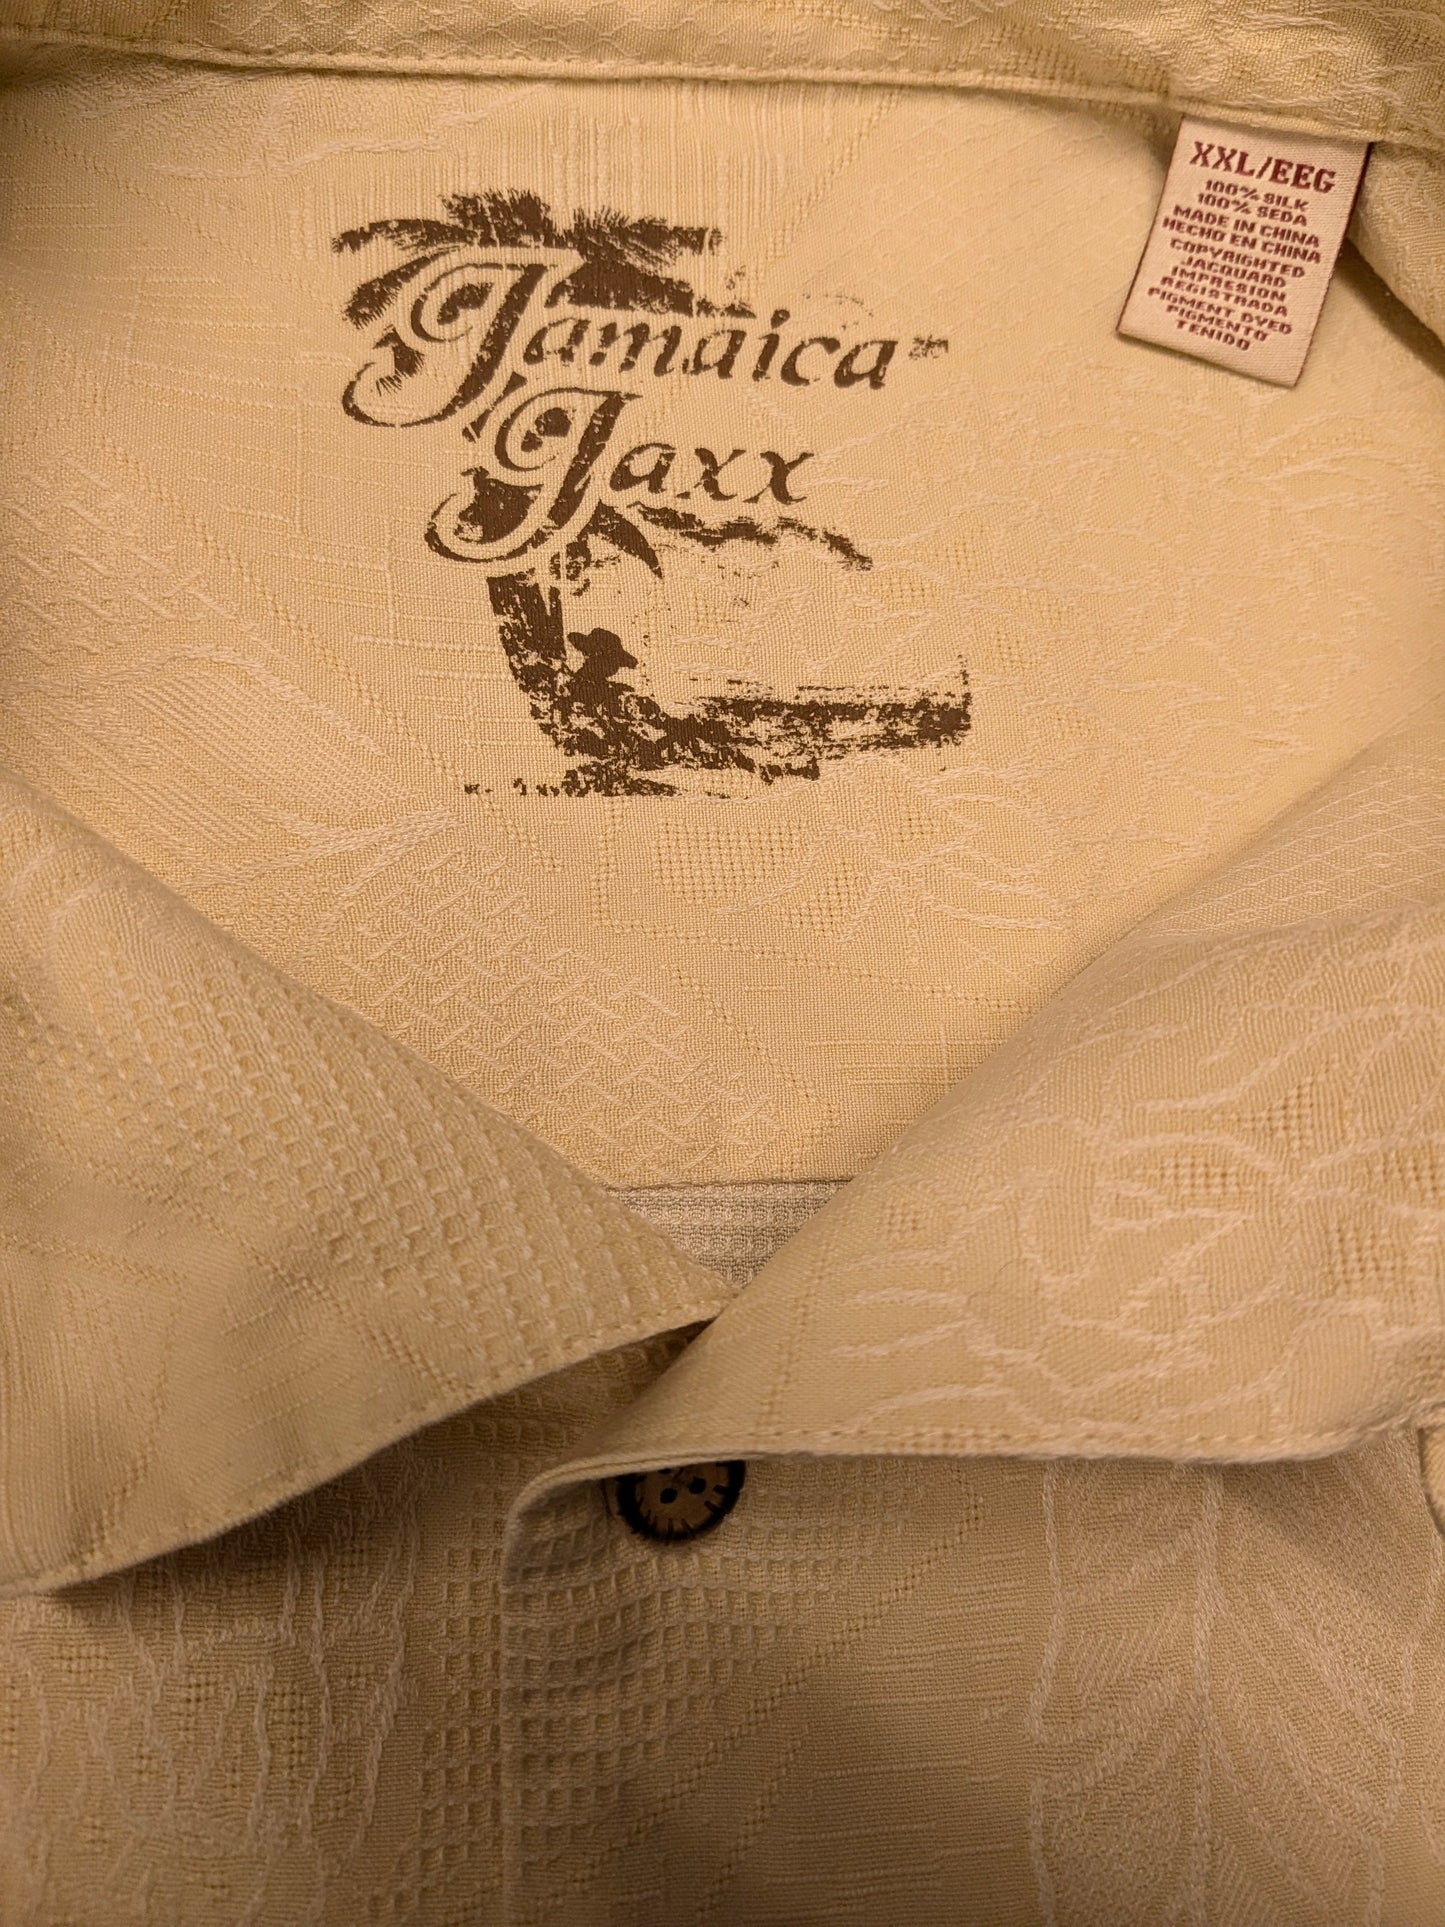 Jamaica™
Jaxx
XXL/EEG
100% SILK
100% SEDA
MADE IN CHINA
HECHO EN CHINA
COPYRIGHTED
JACQUARD
IMPRESION
REGISTRADA
PIGMENT DYED
PIGMENTO
TENIDO